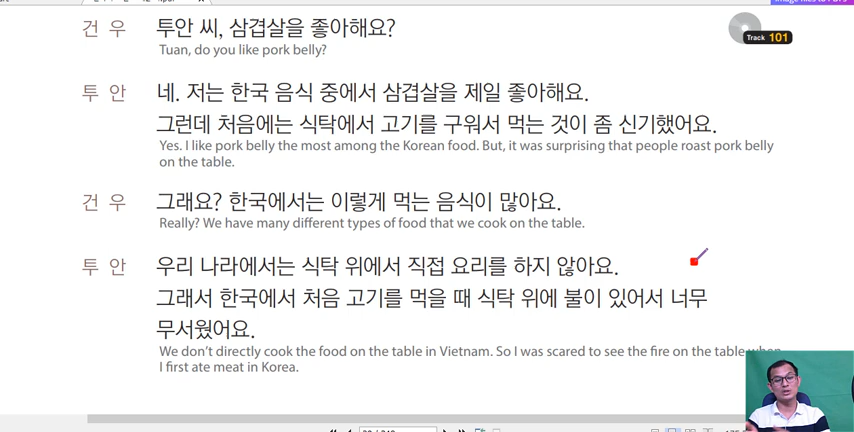 건 우 투안 씨, 삼겹살을 좋아해요?
Tuan, do you like pork belly?
Track 101
투 안 네. 저는 한국 음식 중에서 삼겹살을 제일 좋아해요.
그런데 처음에는 식탁에서 고기를 구워서 먹는 것이 좀 신기했어요.
Yes. I like pork belly the most among the Korean food. But, it was surprising that people roast pork belly
on the table.
건 우 그래요? 한국에서는 이렇게 먹는 음식이 많아요.
Really? We have many different types of food that we cook on the table.
투 안 우리 나라에서는 식탁 위에서 직접 요리를 하지 않아요.
그래서 한국에서 처음 고기를 먹을 때 식탁 위에 불이 있어서 너무
무서웠어요.
We don't directly cook the food on the table in Vietnam. So I was scared to see the fire on the table when
I first ate meat in Korea.